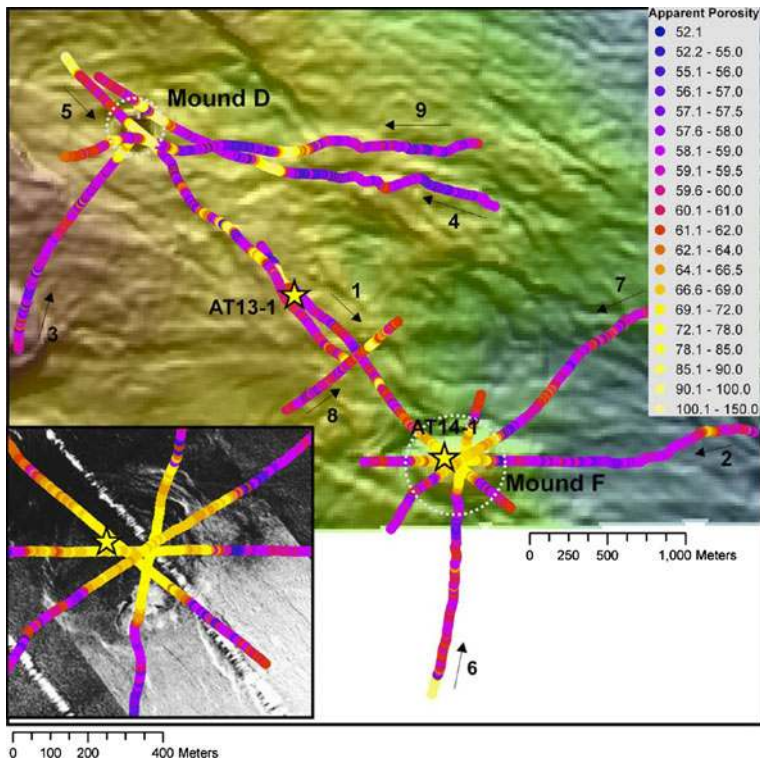 Apparent Porosity
52.1
52.2 - 55.0
55.1 - 56.0
56.1 - 57.0
57.1 - 57.5
57.6 - 58.0
58.1 - 59.0
59.1 - 59.5
59.6 - 60.0
60.1 - 61.0
61.1 - 62.0
62.1 - 64.0
64.1 - 66.5
66.6 - 69.0
69.1 - 72.0
72.1 - 78.0
78.1 - 85.0
85.1 - 90.0
90.1 - 100.0
100.1 - 150.0
Mound D
5
9
4
7
1
AT13-1
3
8
AT14-1
2
Mound F
0 250 500 1,000 Meters
6
0 100 200 400 Meters